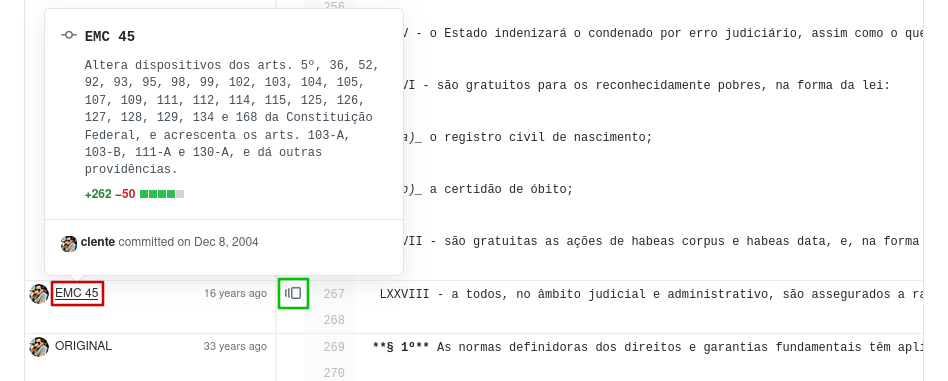 256
EMC 45
V - o Estado indenizará o condenado por erro judiciário, assim como o que
Altera dispositivos dos arts. 5º, 36, 52,
92, 93, 95, 98, 99, 102, 103, 104, 105,
107, 109, 111, 112, 114, 115, 125, 126,
127, 128, 129, 134 e 168 da Constituição
Federal, e acrescenta os arts. 103-A,
103-B, 111-A e 130-A, e dá outras
providências.
+262 −50
VI - são gratuitos para os reconhecidamente pobres, na forma da lei:
a)_ o registro civil de nascimento;
b)_ a certidão de óbito;
clente committed on Dec 8, 2004
VII - são gratuitas as ações de habeas corpus e habeas data, e, na forma
EMC 45 16 years ago 267 LXXVIII - a todos, no âmbito judicial e administrativo, são assegurados a ra
268
ORIGINAL 33 years ago 269 **§ 1º** As normas definidoras dos direitos e garantias fundamentais têm apli
270